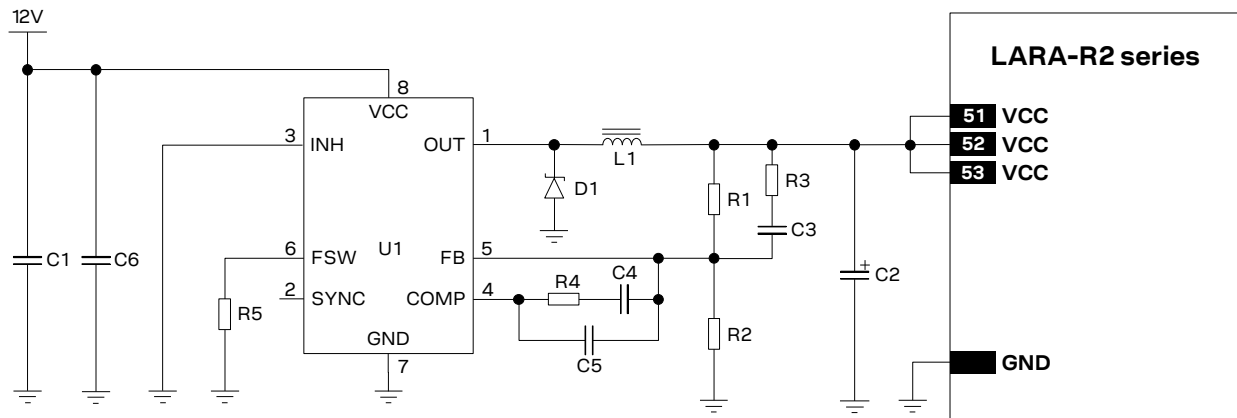 12V
LARA-R2 series
8
VCC
51 VCC
3 INH OUT 1
52 VCC
L1
53 VCC
D1
R1
R3
C3
C1
C6
6 FSW
U1
FB 5
C4
R4
C2
2 SYNC
COMP 4
R5
R2
C5
GND
7
GND